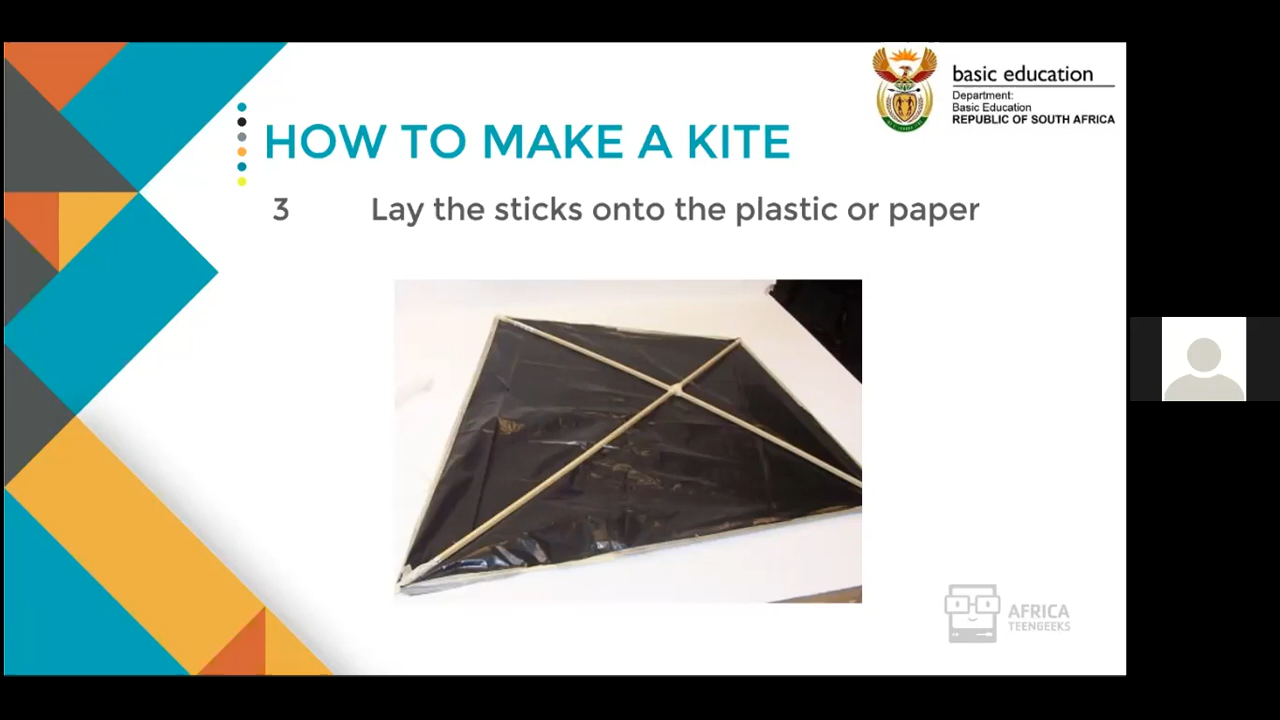 basic education
Department:
Basic Education
REPUBLIC OF SOUTH AFRICA
HOW TO MAKE A KITE
3 Lay the sticks onto the plastic or paper
AFRICA
TEENGEEKS